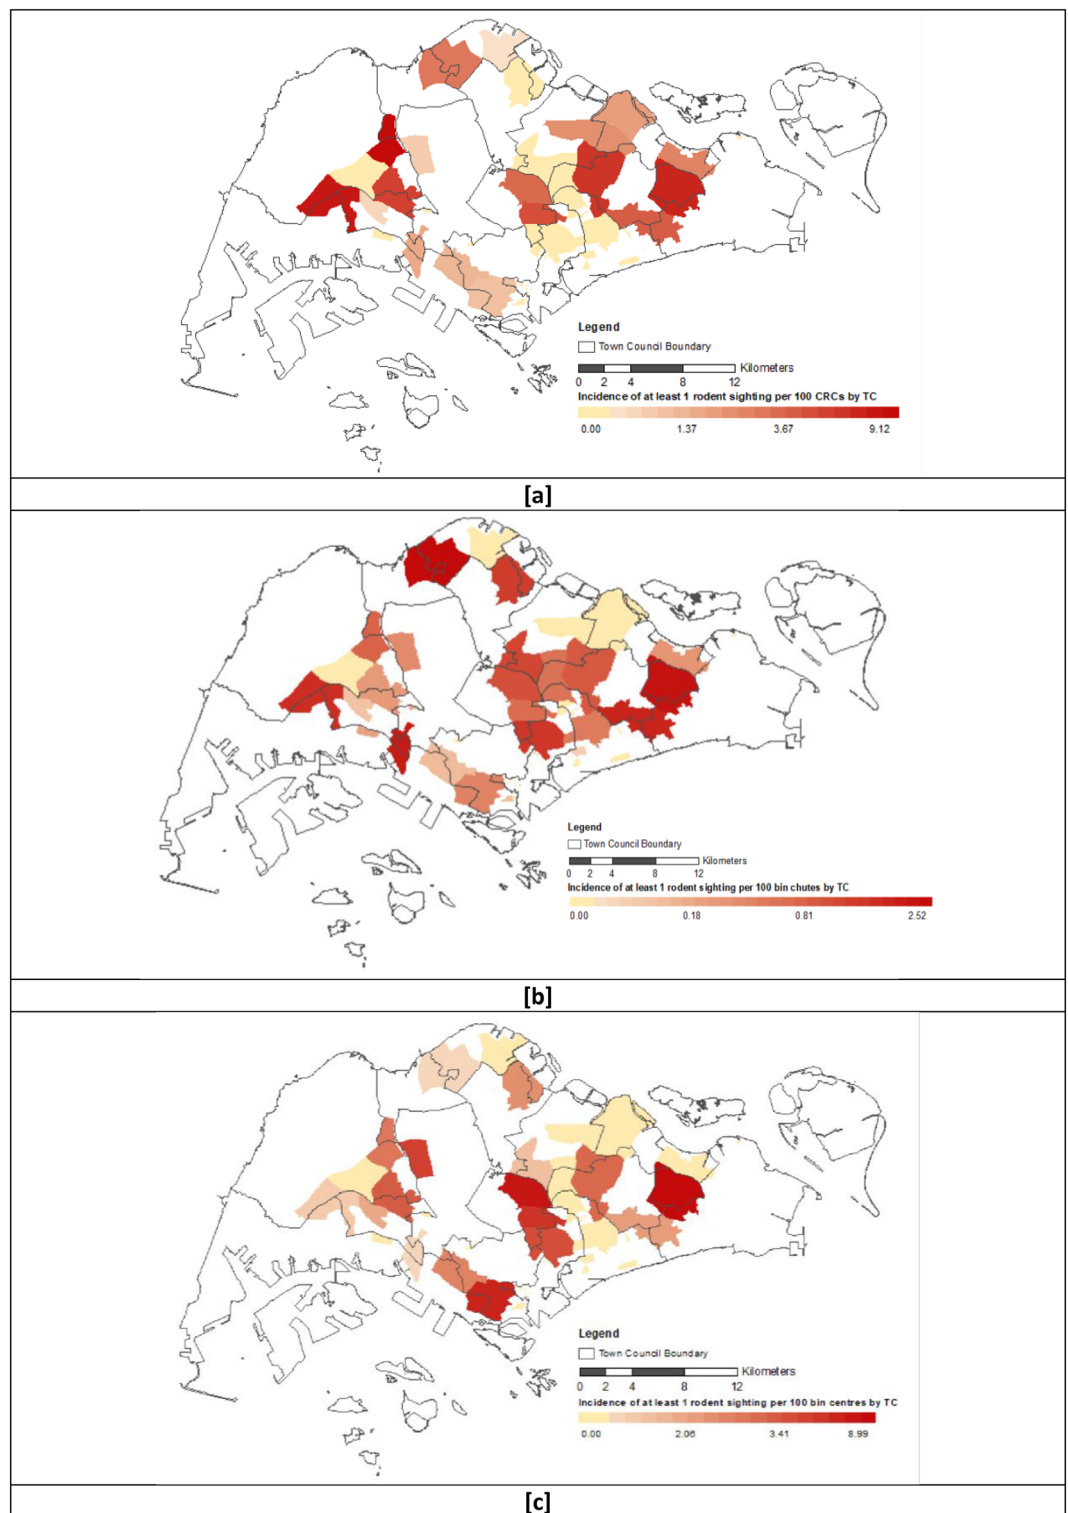 Legend
Town Council Boundary
Kilometers
0 2 4 8 12
Incidence of at least 1 rodent sighting per 100 CRCs by TC
0.00 1.37 3.67 9.12
[a]
Legend
Town Council Boundary
Kilometers
0 2 4 8 12
Incidence of at least 1 rodent sighting per 100 bin chutes by TC
0.00 0.18 0.81 2.52
[b]
Legend
Town Council Boundary
Kilometers
0 2 4 8 12
Incidence of at least 1 rodent sighting per 100 bin centres by TC
0.00 2.06 3.41 8.99
[c]